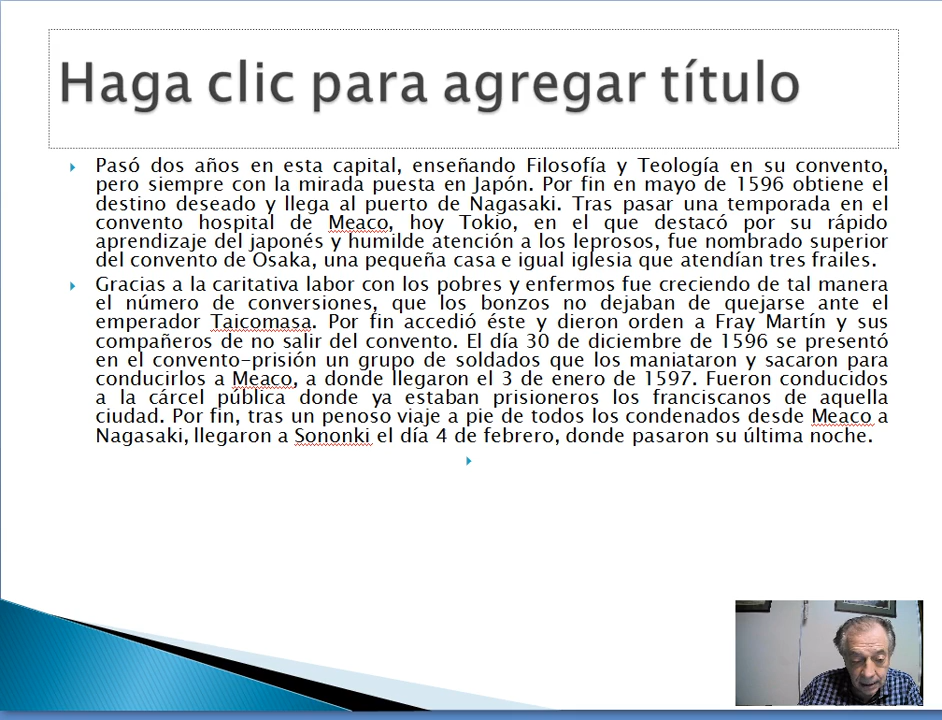 Haga clic para agregar título
Pasó dos años en esta capital, enseñando Filosofía y Teología en su convento,
pero siempre con la mirada puesta en Japón. Por fin en mayo de 1596 obtiene el
destino deseado y llega al puerto de Nagasaki. Tras pasar una temporada en el
convento hospital de Meaco, hoy Tokio, en el que destacó por su rápido
aprendizaje del japonés y humilde atención a los leprosos, fue nombrado superior
del convento de Osaka, una pequeña casa e igual iglesia que atendían tres frailes.
Gracias a la caritativa labor con los pobres y enfermos fue creciendo de tal manera
el número de conversiones, que los bonzos no dejaban de quejarse ante el
emperador Taicomasa. Por fin accedió éste y dieron orden a Fray Martín y sus
compañeros de no salir del convento. El día 30 de diciembre de 1596 se presentó
en el convento-prisión un grupo de soldados que los maniataron y sacaron para
conducirlos a Meaco, a donde llegaron el 3 de enero de 1597. Fueron conducidos
a la cárcel pública donde ya estaban prisioneros los franciscanos de aquella
ciudad. Por fin, tras un penoso viaje a pie de todos los condenados desde Meaco a
Nagasaki, llegaron a Sononki el día 4 de febrero, donde pasaron su última noche.